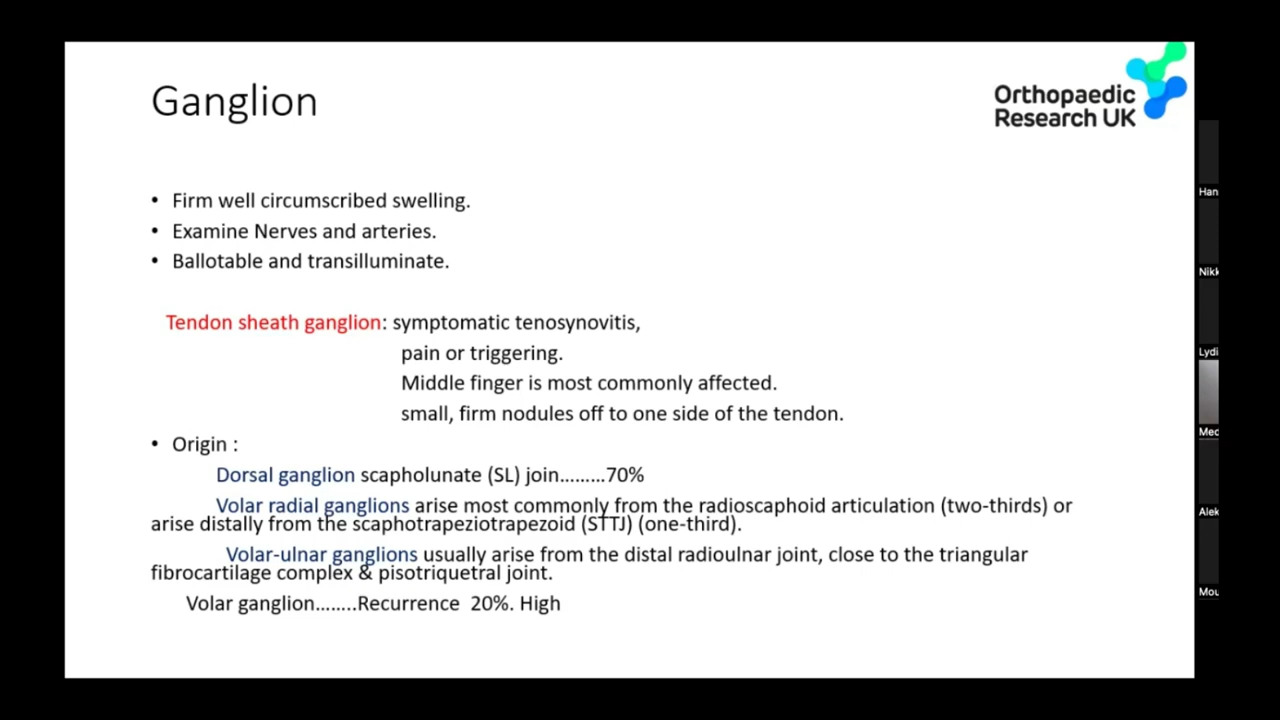 Ganglion
Orthopaedic
Research UK
• Firm well circumscribed swelling.
• Examine Nerves and arteries.
• Ballotable and transilluminate.
Tendon sheath ganglion: symptomatic tenosynovitis,
pain or triggering.
Middle finger is most commonly affected.
small, firm nodules off to one side of the tendon.
• Origin :
Dorsal ganglion scapholunate (SL) join.........70%
Volar radial ganglions arise most commonly from the radioscaphoid articulation (two-thirds) or
arise distally from the scaphotrapeziotrapezoid (STTJ) (one-third).
Volar-ulnar ganglions usually arise from the distal radioulnar joint, close to the triangular
fibrocartilage complex & pisotriquetral joint.
Volar ganglion........Recurrence 20%. High
Han
Nikk
Lydi
Med
Alek
Mou